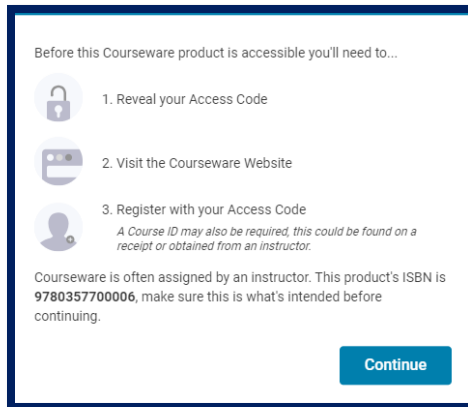 Before this Courseware product is accessible you'll need to...
1. Reveal your Access Code
2. Visit the Courseware Website
3. Register with your Access Code
A Course ID may also be required, this could be found on a
receipt or obtained from an instructor.
Courseware is often assigned by an instructor. This product's ISBN is
9780357700006, make sure this is what's intended before
continuing.
Continue